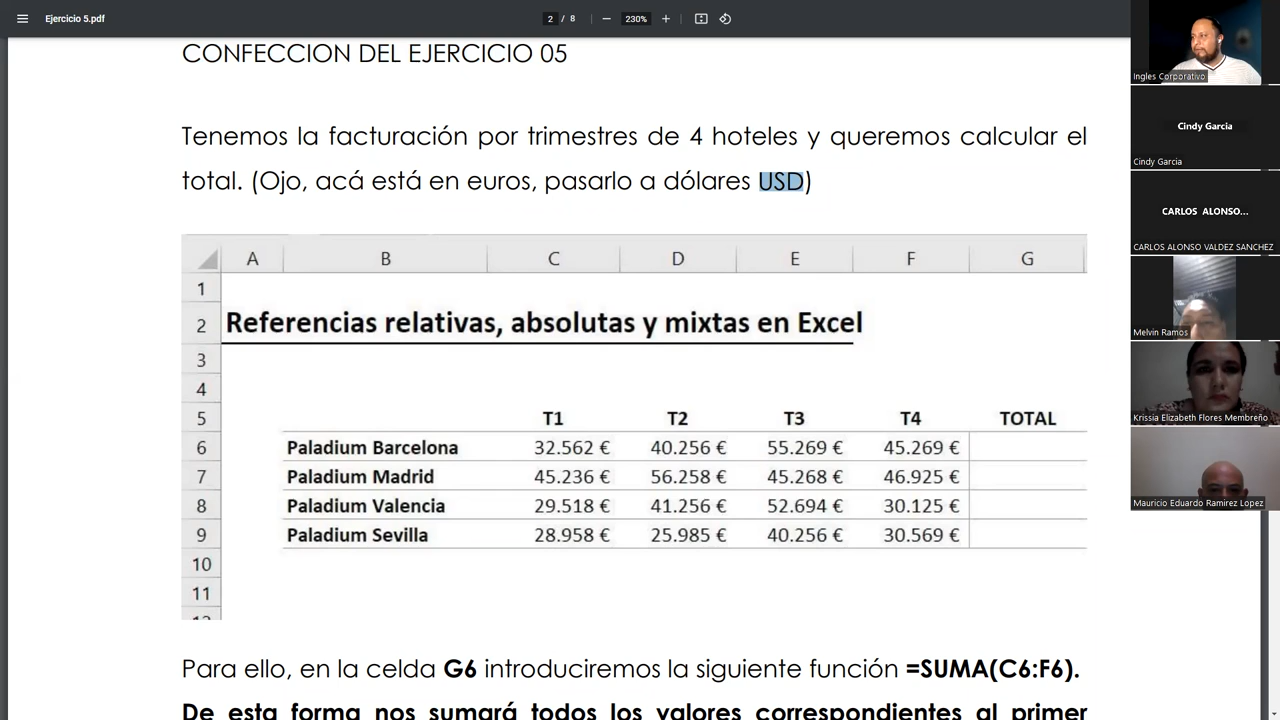 Ejercicio 5.pdf
2 / 8
230%
CONFECCION DEL EJERCICIO 05
Tenemos la facturación por trimestres de 4 hoteles y queremos calcular el
total. (Ojo, acá está en euros, pasarlo a dólares USD)
A B C D E F G
1
2 Referencias relativas, absolutas y mixtas en Excel
3
4
5 T1 T2 T3 T4 TOTAL
6 Paladium Barcelona 32.562 € 40.256 € 55.269 € 45.269 €
7 Paladium Madrid 45.236 € 56.258 € 45.268 € 46.925 €
8 Paladium Valencia 29.518 € 41.256 € 52.694 € 30.125 €
9 Paladium Sevilla 28.958 € 25.985 € 40.256 € 30.569 €
10
11
Para ello, en la celda G6 introduciremos la siguiente función =SUMA(C6:F6).
De esta forma nos sumará todos los valores correspondientes al primer
Ingles Corporativo
Cindy Garcia
Cindy Garcia
CARLOS ALONSO...
CARLOS ALONSO VALDEZ SANCHEZ
Melvin Ramos
Krissia Elizabeth Flores Membreño
Mauricio Eduardo Ramirez Lopez